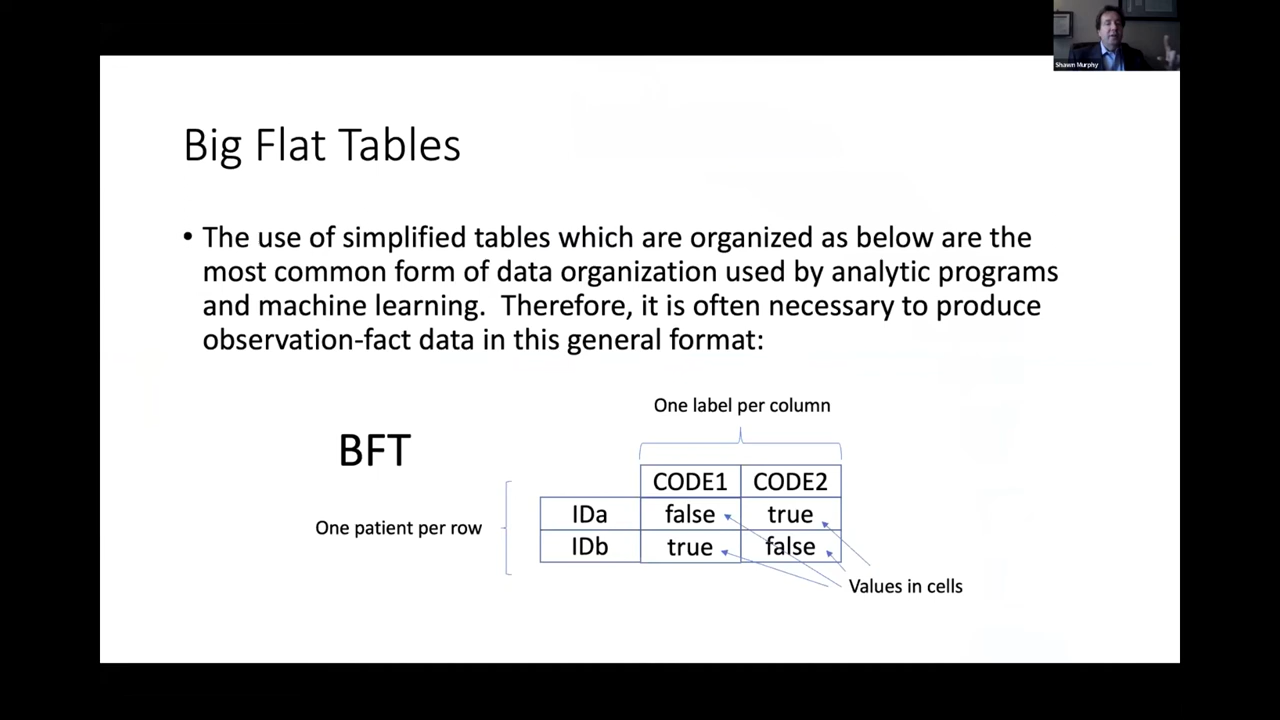 Shawn Murphy
Big Flat Tables
• The use of simplified tables which are organized as below are the
most common form of data organization used by analytic programs
and machine learning.  Therefore, it is often necessary to produce
observation-fact data in this general format:
One label per column
BFT
CODE1 CODE2
One patient per row
IDa false true
IDb true false
Values in cells